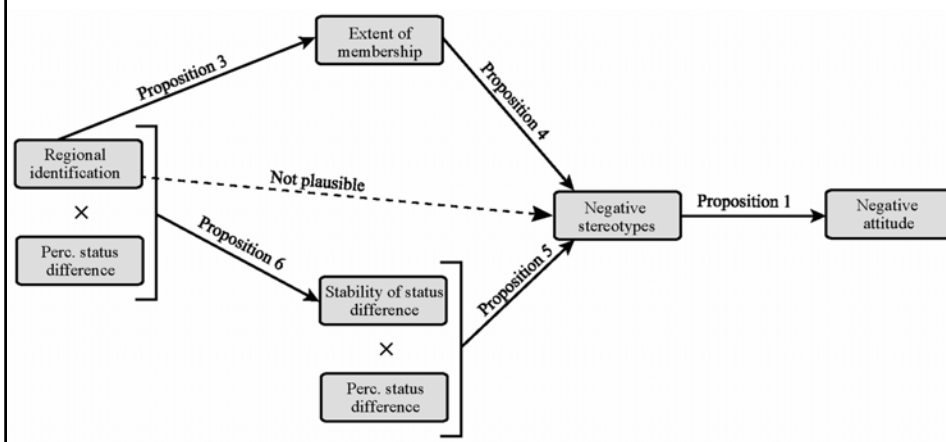 Extent of
membership
Proposition 3
Proposition 4
Regional
identification
Not plausible
×
Perc. status
difference
Proposition 6
Negative
stereotypes
Proposition 1
Negative
attitude
Stability of status
difference
Proposition 5
×
Perc. status
difference